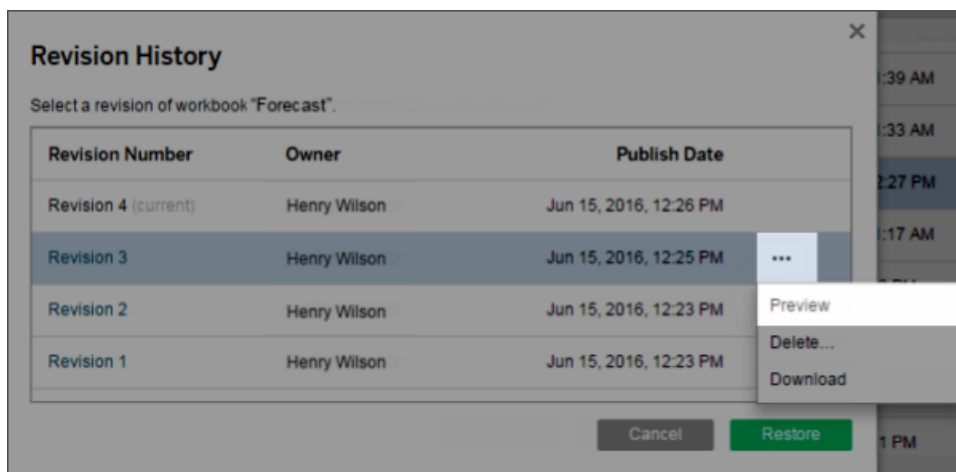 Revision History
Select a revision of workbook "Forecast".
Revision Number Owner Publish Date
Revision 4 (current) Henry Wilson Jun 15, 2016, 12:26 PM
Revision 3 Henry Wilson Jun 15, 2016, 12:25 PM ...
Revision 2 Henry Wilson Jun 15, 2016, 12:23 PM
Revision 1 Henry Wilson Jun 15, 2016, 12:23 PM
Preview
Delete...
Download
Cancel Restore
:39 AM
:33 AM
2:27 PM
:17 AM
1 PM